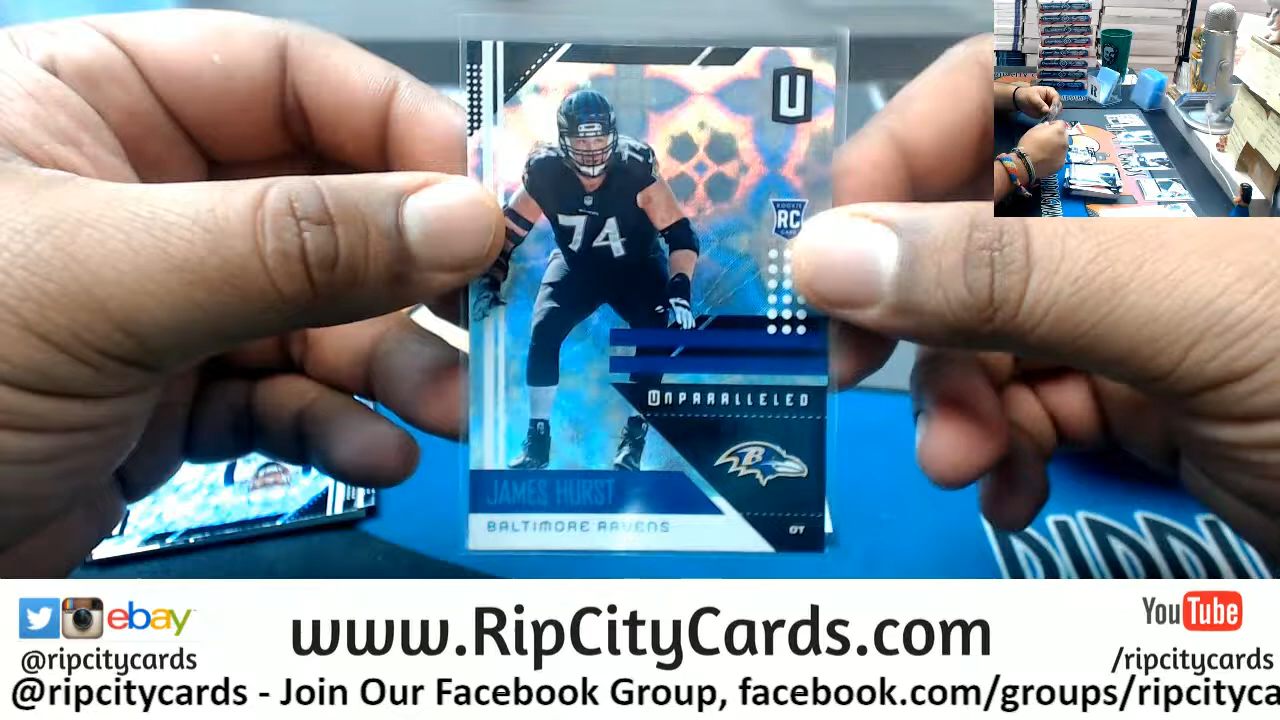 U
74
74
ROOKIE
RC
CARD
UNPARALLELED
B
JAMES HURST
BALTIMORE RAVENS
OT
ebay
@ripcitycards
www.RipCityCards.com
YouTube
/ripcitycards
@ripcitycards - Join Our Facebook Group, facebook.com/groups/ripcityca